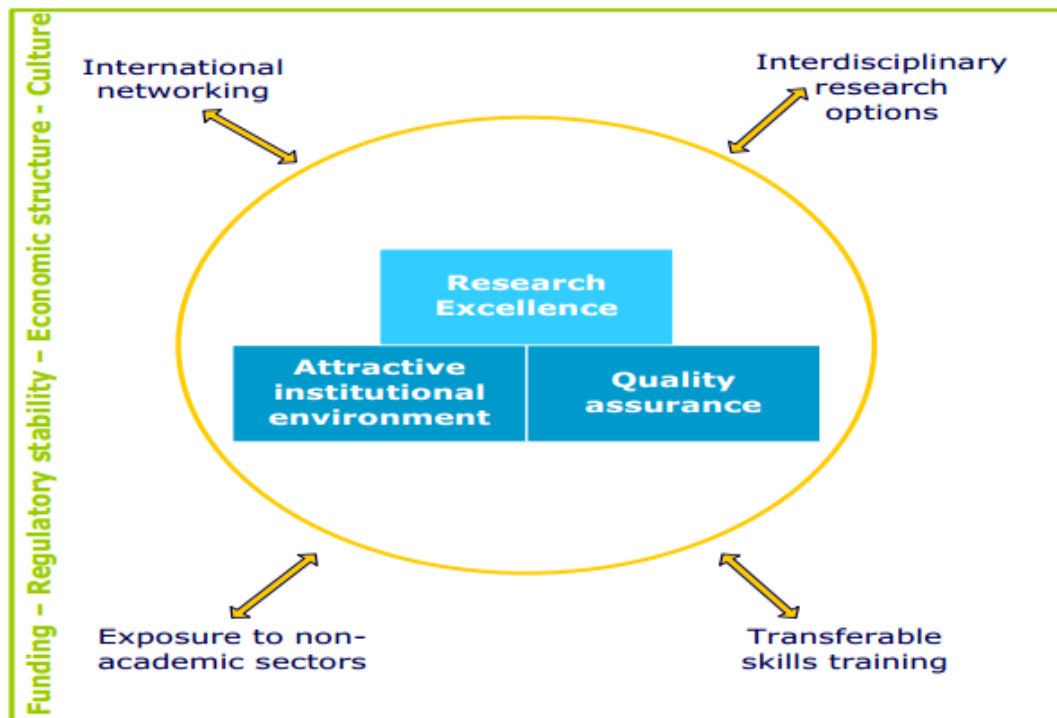 Funding – Regulatory stability – Economic structure - Culture
International
networking
Interdisciplinary
research
options
Research
Excellence
Attractive
institutional
environment
Quality
assurance
Exposure to non-
academic sectors
Transferable
skills training